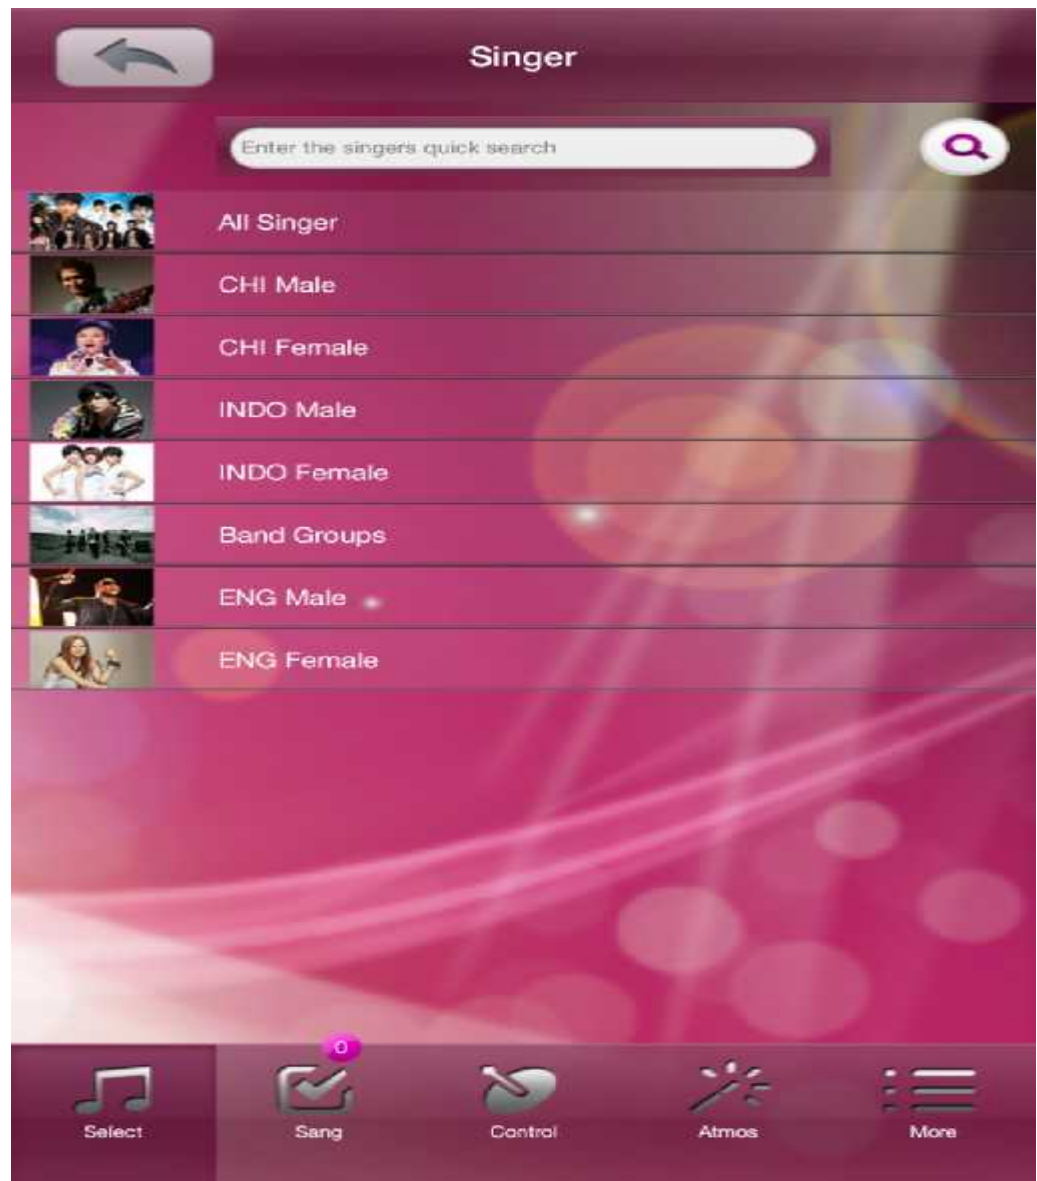 Singer
Enter the singers quick search
All Singer
CHI Male
CHI Female
INDO Male
INDO Female
Band Groups
ENG Male
ENG Female
0
Select
Sang
Control
Atmos
More